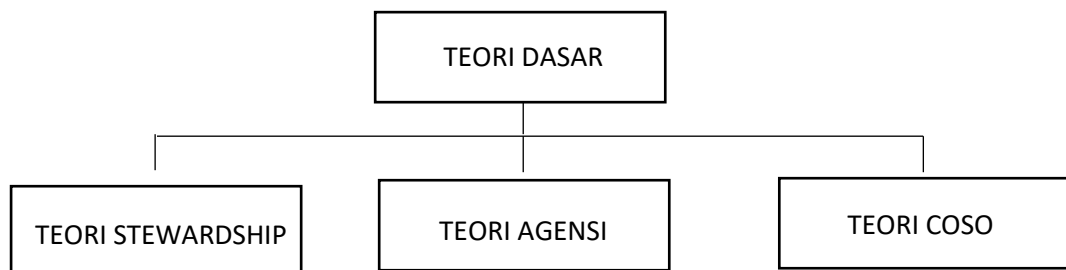 TEORI DASAR
TEORI STEWARDSHIP
TEORI AGENSI
TEORI COSO